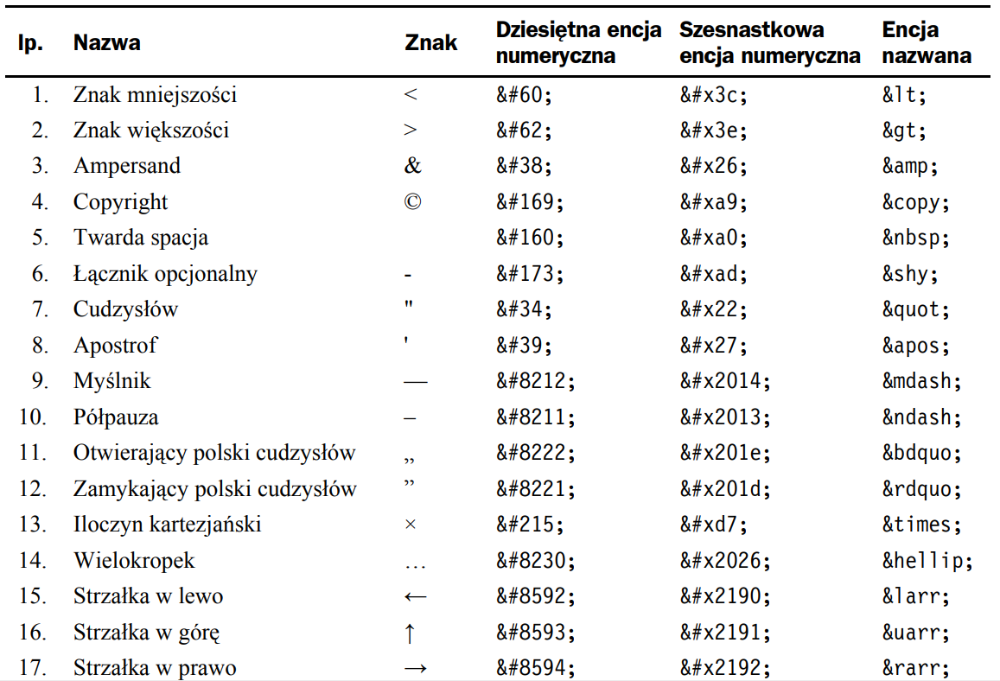 lp. Nazwa Znak Dziesiętna encja numeryczna Szesnastkowa encja numeryczna Encja nazwana
1. Znak mniejszości < &#60; &#x3c; &lt;
2. Znak większości > &#62; &#x3e; &gt;
3. Ampersand & &#38; &#x26; &amp;
4. Copyright © &#169; &#xa9; &copy;
5. Twarda spacja &#160; &#xa0; &nbsp;
6. Łącznik opcjonalny - &#173; &#xad; &shy;
7. Cudzysłów " &#34; &#x22; &quot;
8. Apostrof ' &#39; &#x27; &apos;
9. Myślnik — &#8212; &#x2014; &mdash;
10. Półpauza – &#8211; &#x2013; &ndash;
11. Otwierający polski cudzysłów „ &#8222; &#x201e; &bdquo;
12. Zamykający polski cudzysłów ” &#8221; &#x201d; &rdquo;
13. Iloczyn kartezjański × &#215; &#xd7; &times;
14. Wielokropek … &#8230; &#x2026; &hellip;
15. Strzałka w lewo ← &#8592; &#x2190; &larr;
16. Strzałka w górę ↑ &#8593; &#x2191; &uarr;
17. Strzałka w prawo → &#8594; &#x2192; &rarr;